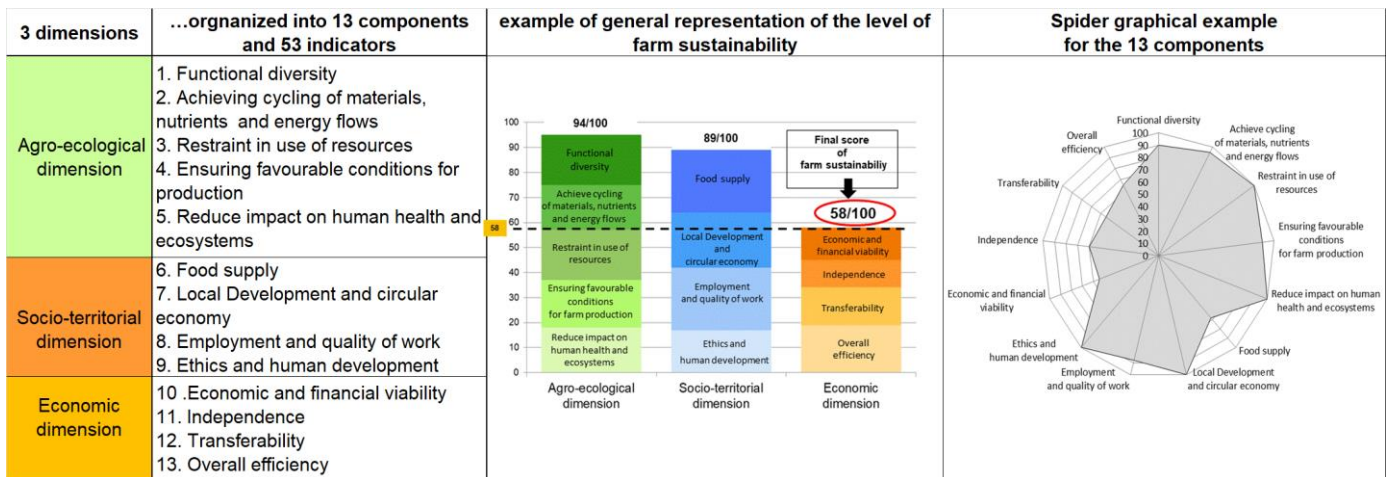 3 dimensions
…orgnanized into 13 components
and 53 indicators
example of general representation of the level of
farm sustainability
Spider graphical example
for the 13 components
Agro-ecological
dimension
1. Functional diversity
2. Achieving cycling of materials,
nutrients and energy flows
3. Restraint in use of resources
4. Ensuring favourable conditions for
production
5. Reduce impact on human health and
ecosystems
Socio-territorial
dimension
6. Food supply
7. Local Development and circular
economy
8. Employment and quality of work
9. Ethics and human development
Economic
dimension
10 .Economic and financial viability
11. Independence
12. Transferability
13. Overall efficiency
100
90
80
70
60
50
40
30
20
10
0
58
94/100
Functional
diversity
Achieve cycling
of materials, nutrients
and energy flows
Restraint in use of
resources
Ensuring favourable
conditions
for farm production
Reduce impact on
human health and
ecosystems
Agro-ecological
dimension
89/100
Food supply
Local Development
and
circular economy
Employment
and quality of work
Ethics and
human development
Socio-territorial
dimension
Final score
of
farm sustainabiliy
58/100
Economic and
financial viability
Independence
Transferability
Overall
efficiency
Economic
dimension
Functional diversity
Achieve cycling
of materials, nutrients
and energy flows
Restraint in use of
resources
Ensuring favourable
conditions
for farm production
Reduce impact on human
health and ecosystems
Food supply
Local Development
and circular economy
Employment
and quality of work
Ethics and
human development
Economic and financial
viability
Independence
Transferability
Overall
efficiency
100
90
80
70
60
50
40
30
20
10
0